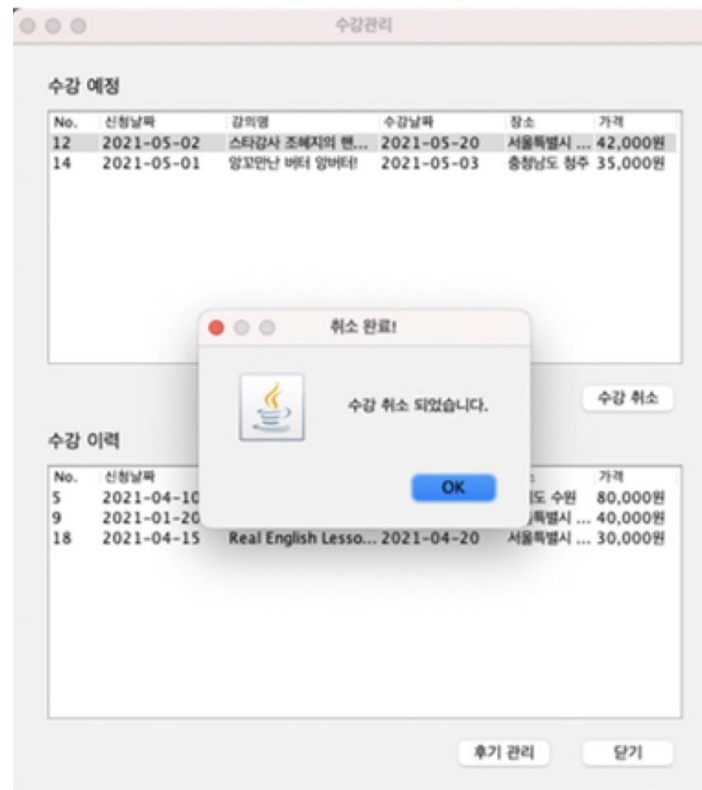 수강관리
수강 예정
No. 신청날짜 강의명 수강날짜 장소 가격
12 2021-05-02 스타강사 조혜지의 핸... 2021-05-20 서울특별시 ... 42,000원
14 2021-05-01 앙꼬만난 버터 앙버터! 2021-05-03 충청남도 청주 35,000원
취소 완료!
수강 취소 되었습니다.
OK
수강 취소
수강 이력
No. 신청날짜 가격
5 2021-04-10 도 수원 80,000원
9 2021-01-20 특별시 ... 40,000원
18 2021-04-15 Real English Lesso... 2021-04-20 서울특별시 ... 30,000원
후기 관리 닫기